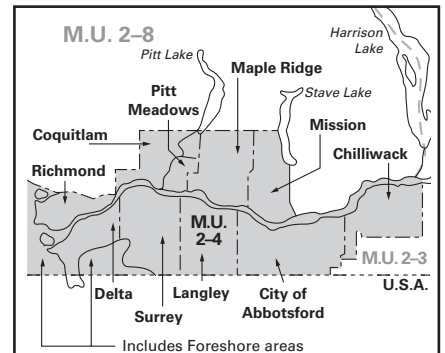 M.U. 2–8
Pitt Lake
Harrison
Lake
Maple Ridge
Pitt
Meadows
Stave Lake
Coquitlam
Mission
Richmond
Chilliwack
M.U.
2–4
M.U. 2–3
U.S.A.
Delta
Langley
City of
Abbotsford
Surrey
Includes Foreshore areas